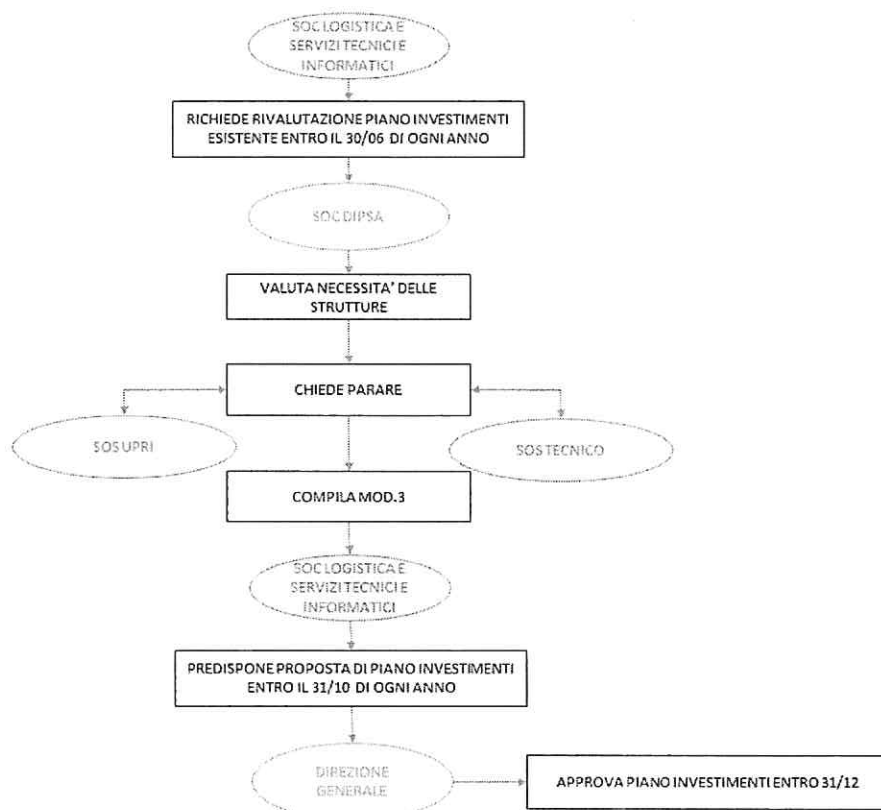 SOC LOGISTICA E
SERVIZI TECNICI E
INFORMATICI
RICHIEDE RIVALUTAZIONE PIANO INVESTIMENTI
ESISTENTE ENTRO IL 30/06 DI OGNI ANNO
SOC DIPSA
VALUTA NECESSITA' DELLE
STRUTTURE
CHIEDE PARARE
SOS UPRI
SOS TECNICO
COMPILA MOD.3
SOC LOGISTICA E
SERVIZI TECNICI E
INFORMATICI
PREDISPONE PROPOSTA DI PIANO INVESTIMENTI
ENTRO IL 31/10 DI OGNI ANNO
DIREZIONE
GENERALE
APPROVA PIANO INVESTIMENTI ENTRO 31/12